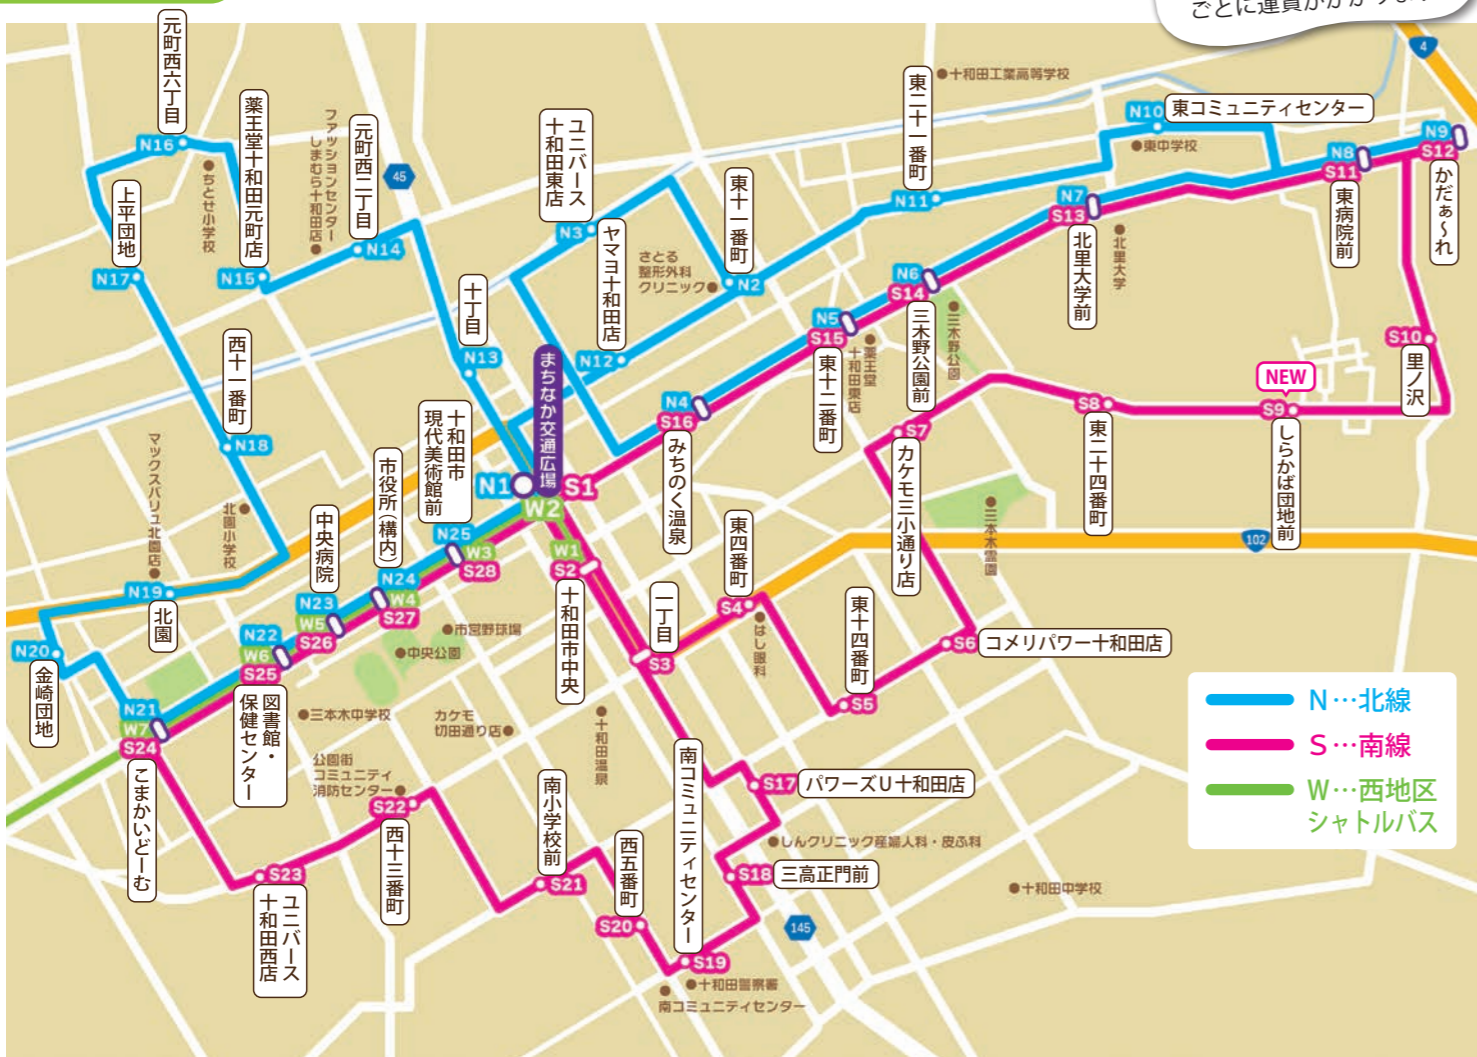 ごとに運賃がかかりま
4
元町西六丁目
N16
薬王堂十和田元町店
ファッションセンター
しまむら十和田店
元町西二丁目
45
ちとせ小学校
上平団地
N17
N15
N14
ユニバース
十和田東店
N3
ヤマヨ十和田店
さとる
整形外科
クリニック
東十一番町
N2
東二十一番町
N11
十和田工業高等学校
N10
東コミュニティセンター
東中学校
N9
S12
かだぁ～れ
N8
S11
東病院前
N7
S13
北里大学前
北里大学
N6
S14
三木野公園前
三木野公園
N5
S15
東十二番町
薬王堂
十和田東店
N4
S16
みちのく温泉
N12
十丁目
N13
まちなか交通広場
N1
S1
W2
西十一番町
N18
マックスバリュ北園店
北園小学校
N19
北園
N20
金崎団地
十和田市
現代美術館前
N25
W3
S28
市役所（構内）
N24
W4
S27
中央病院
N23
W5
S26
N22
W6
S25
図書館・
保健センター
N21
W7
S24
こまかいどーむ
W1
S2
十和田市中央
一丁目
S3
東四番町
S4
はし眼科
東十四番町
S5
S6
コメリパワー十和田店
S7
カケモ三小通り店
S8
東二十四番町
NEW
S9
しらかば団地前
S10
里ノ沢
三本木霊園
102
市営野球場
中央公園
三本木中学校
カケモ
切田通り店
公園街
コミュニティ
消防センター
十和田温泉
S17
パワーズU十和田店
しんクリニック産婦人科・皮ふ科
S18
三高正門前
145
十和田中学校
南コミュニティセンター
S19
十和田警察署
南コミュニティセンター
西五番町
S20
南小学校前
S21
S22
西十三番町
S23
ユニバース
十和田西店
N…北線
S…南線
W…西地区
シャトルバス